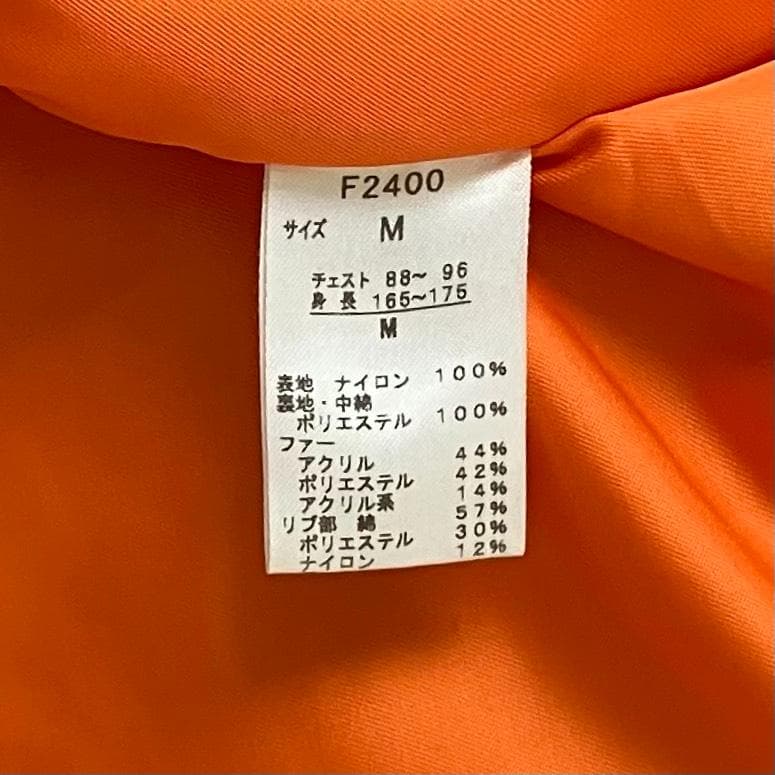 F2400
サイズ M
チェスト 88～ 96
身 長 165～175
M
表地 ナイロン 100%
裏地・中綿
ポリエステル 100%
ファー
アクリル 44%
ポリエステル 42%
アクリル系 14%
リブ部 綿 57%
ポリエステル 30%
ナイロン 12%